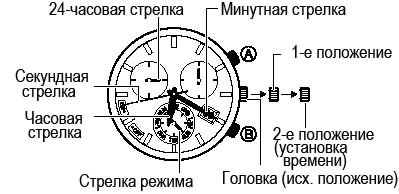 24-часовая стрелка
Минутная стрелка
A
1-е положение
Секундная
стрелка
Часовая
стрелка
B
2-е положение
(установка
времени)
Головка (исх. положение)
Стрелка режима